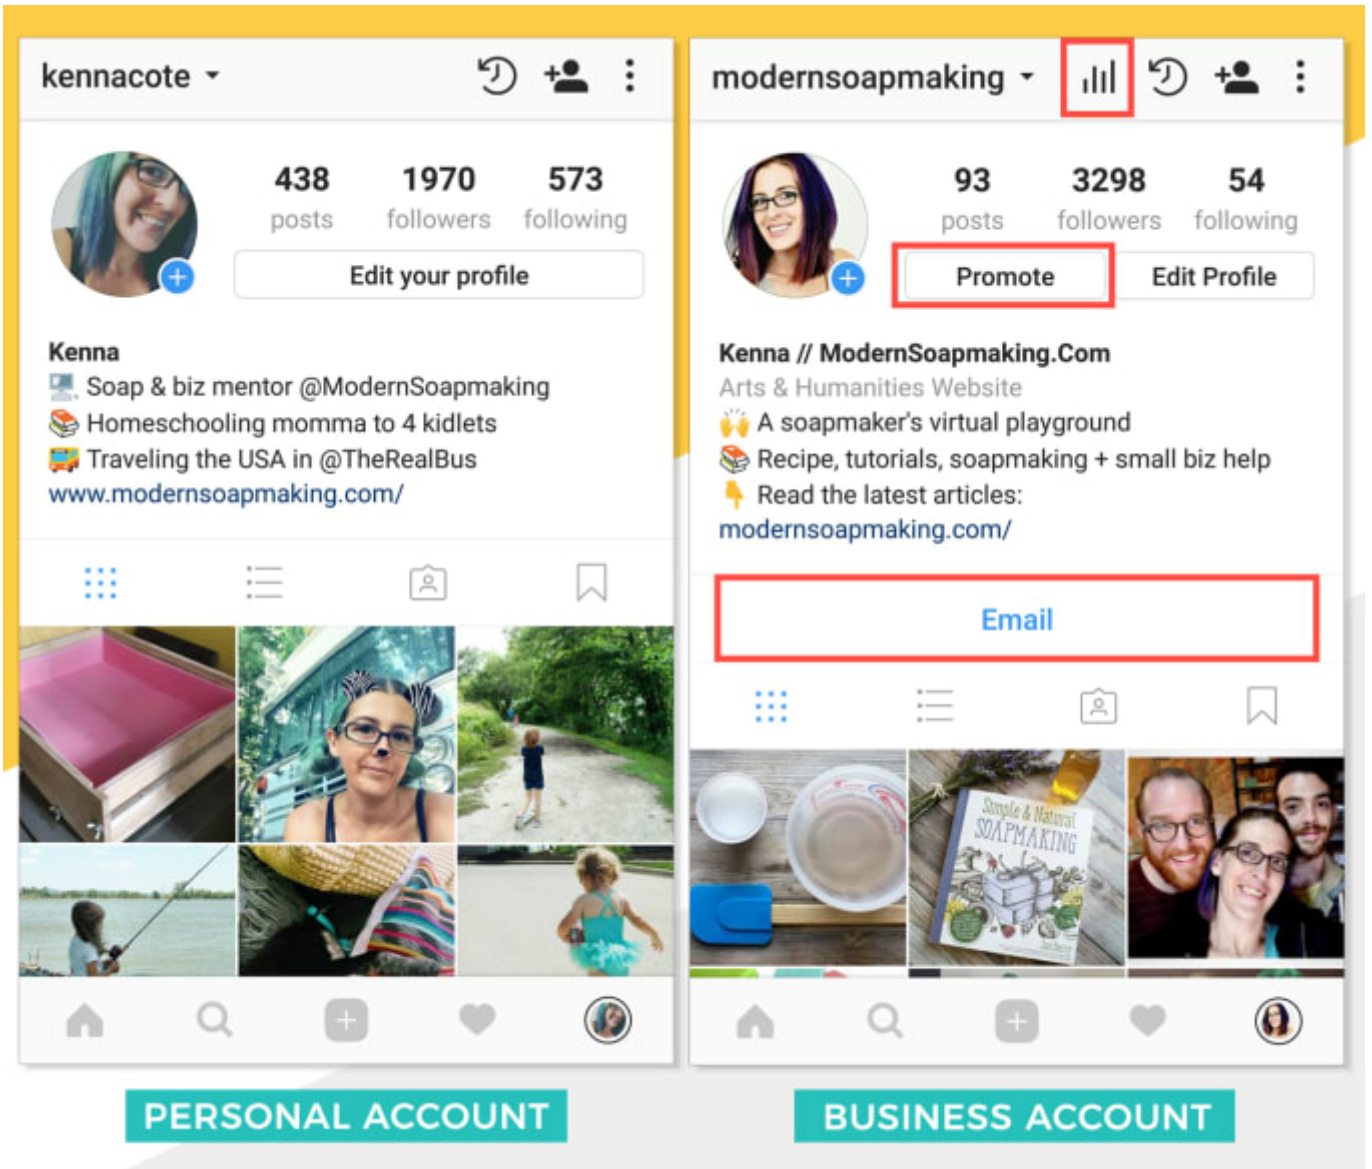 kennacote
438 1970 573
posts followers following
Edit your profile
Kenna
Soap & biz mentor @ModernSoapmaking
Homeschooling momma to 4 kidlets
Traveling the USA in @TheRealBus
www.modernsoapmaking.com/
PERSONAL ACCOUNT
modernsoapmaking
93 3298 54
posts followers following
Promote Edit Profile
Kenna // ModernSoapmaking.Com
Arts & Humanities Website
A soapmaker's virtual playground
Recipe, tutorials, soapmaking + small biz help
Read the latest articles:
modernsoapmaking.com/
Email
Simple & Natural
SOAPMAKING
BUSINESS ACCOUNT